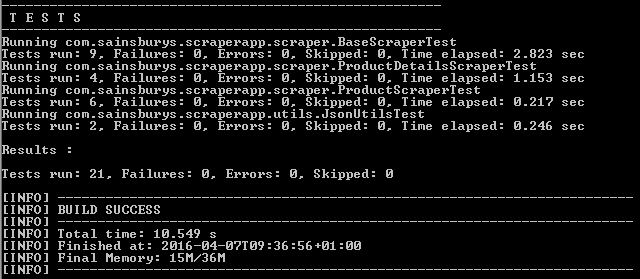 -------------------------------------------------------
 T E S T S
-------------------------------------------------------
Running com.sainsburys.scraperapp.scraper.BaseScraperTest
Tests run: 9, Failures: 0, Errors: 0, Skipped: 0, Time elapsed: 2.823 sec
Running com.sainsburys.scraperapp.scraper.ProductDetailsScraperTest
Tests run: 4, Failures: 0, Errors: 0, Skipped: 0, Time elapsed: 1.153 sec
Running com.sainsburys.scraperapp.scraper.ProductScraperTest
Tests run: 6, Failures: 0, Errors: 0, Skipped: 0, Time elapsed: 0.217 sec
Running com.sainsburys.scraperapp.utils.JsonUtilsTest
Tests run: 2, Failures: 0, Errors: 0, Skipped: 0, Time elapsed: 0.246 sec
Results :
Tests run: 21, Failures: 0, Errors: 0, Skipped: 0
[INFO] ------------------------------------------------------------------------
[INFO] BUILD SUCCESS
[INFO] ------------------------------------------------------------------------
[INFO] Total time: 10.549 s
[INFO] Finished at: 2016-04-07T09:36:56+01:00
[INFO] Final Memory: 15M/36M
[INFO] ------------------------------------------------------------------------